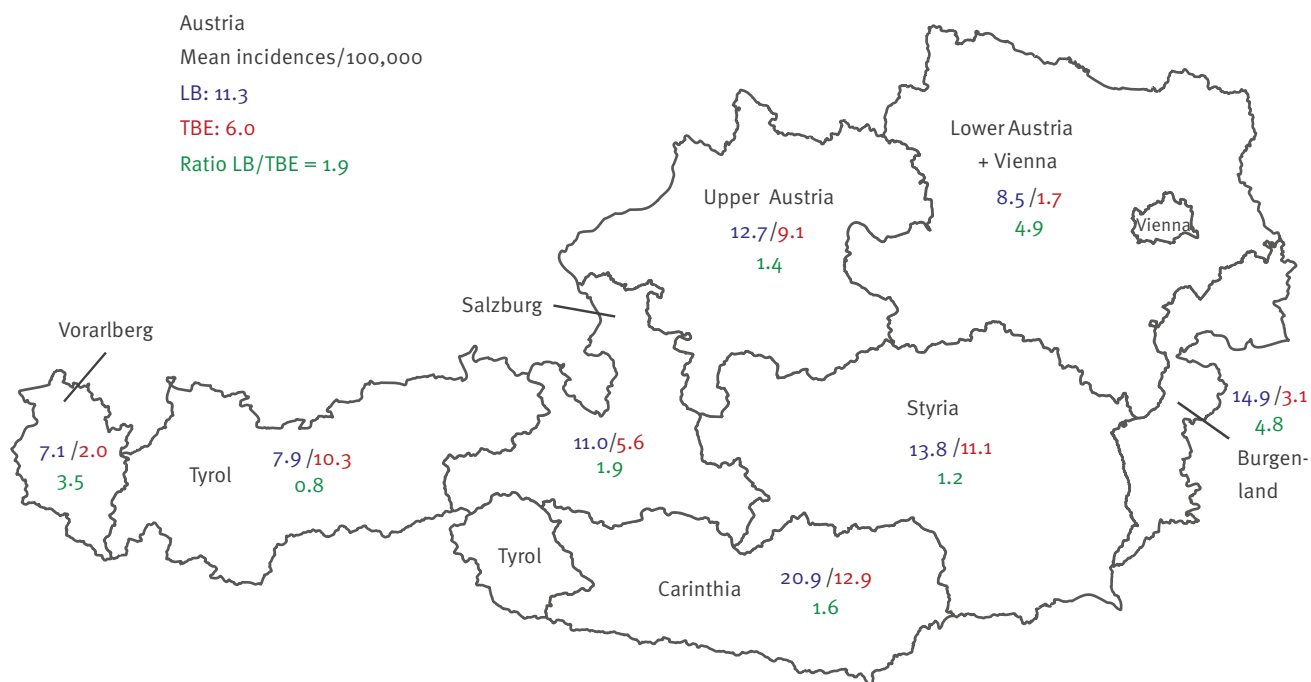 Austria
Mean incidences/100,000
LB: 11.3
TBE: 6.0
Ratio LB/TBE = 1.9
Lower Austria
+ Vienna
8.5 /1.7
4.9
Vienna
Upper Austria
12.7/9.1
1.4
Salzburg
11.0/5.6
1.9
Vorarlberg
7.1 /2.0
3.5
Tyrol
7.9 /10.3
0.8
Styria
13.8 /11.1
1.2
14.9 /3.1
4.8
Burgen-
land
Tyrol
Carinthia
20.9 /12.9
1.6